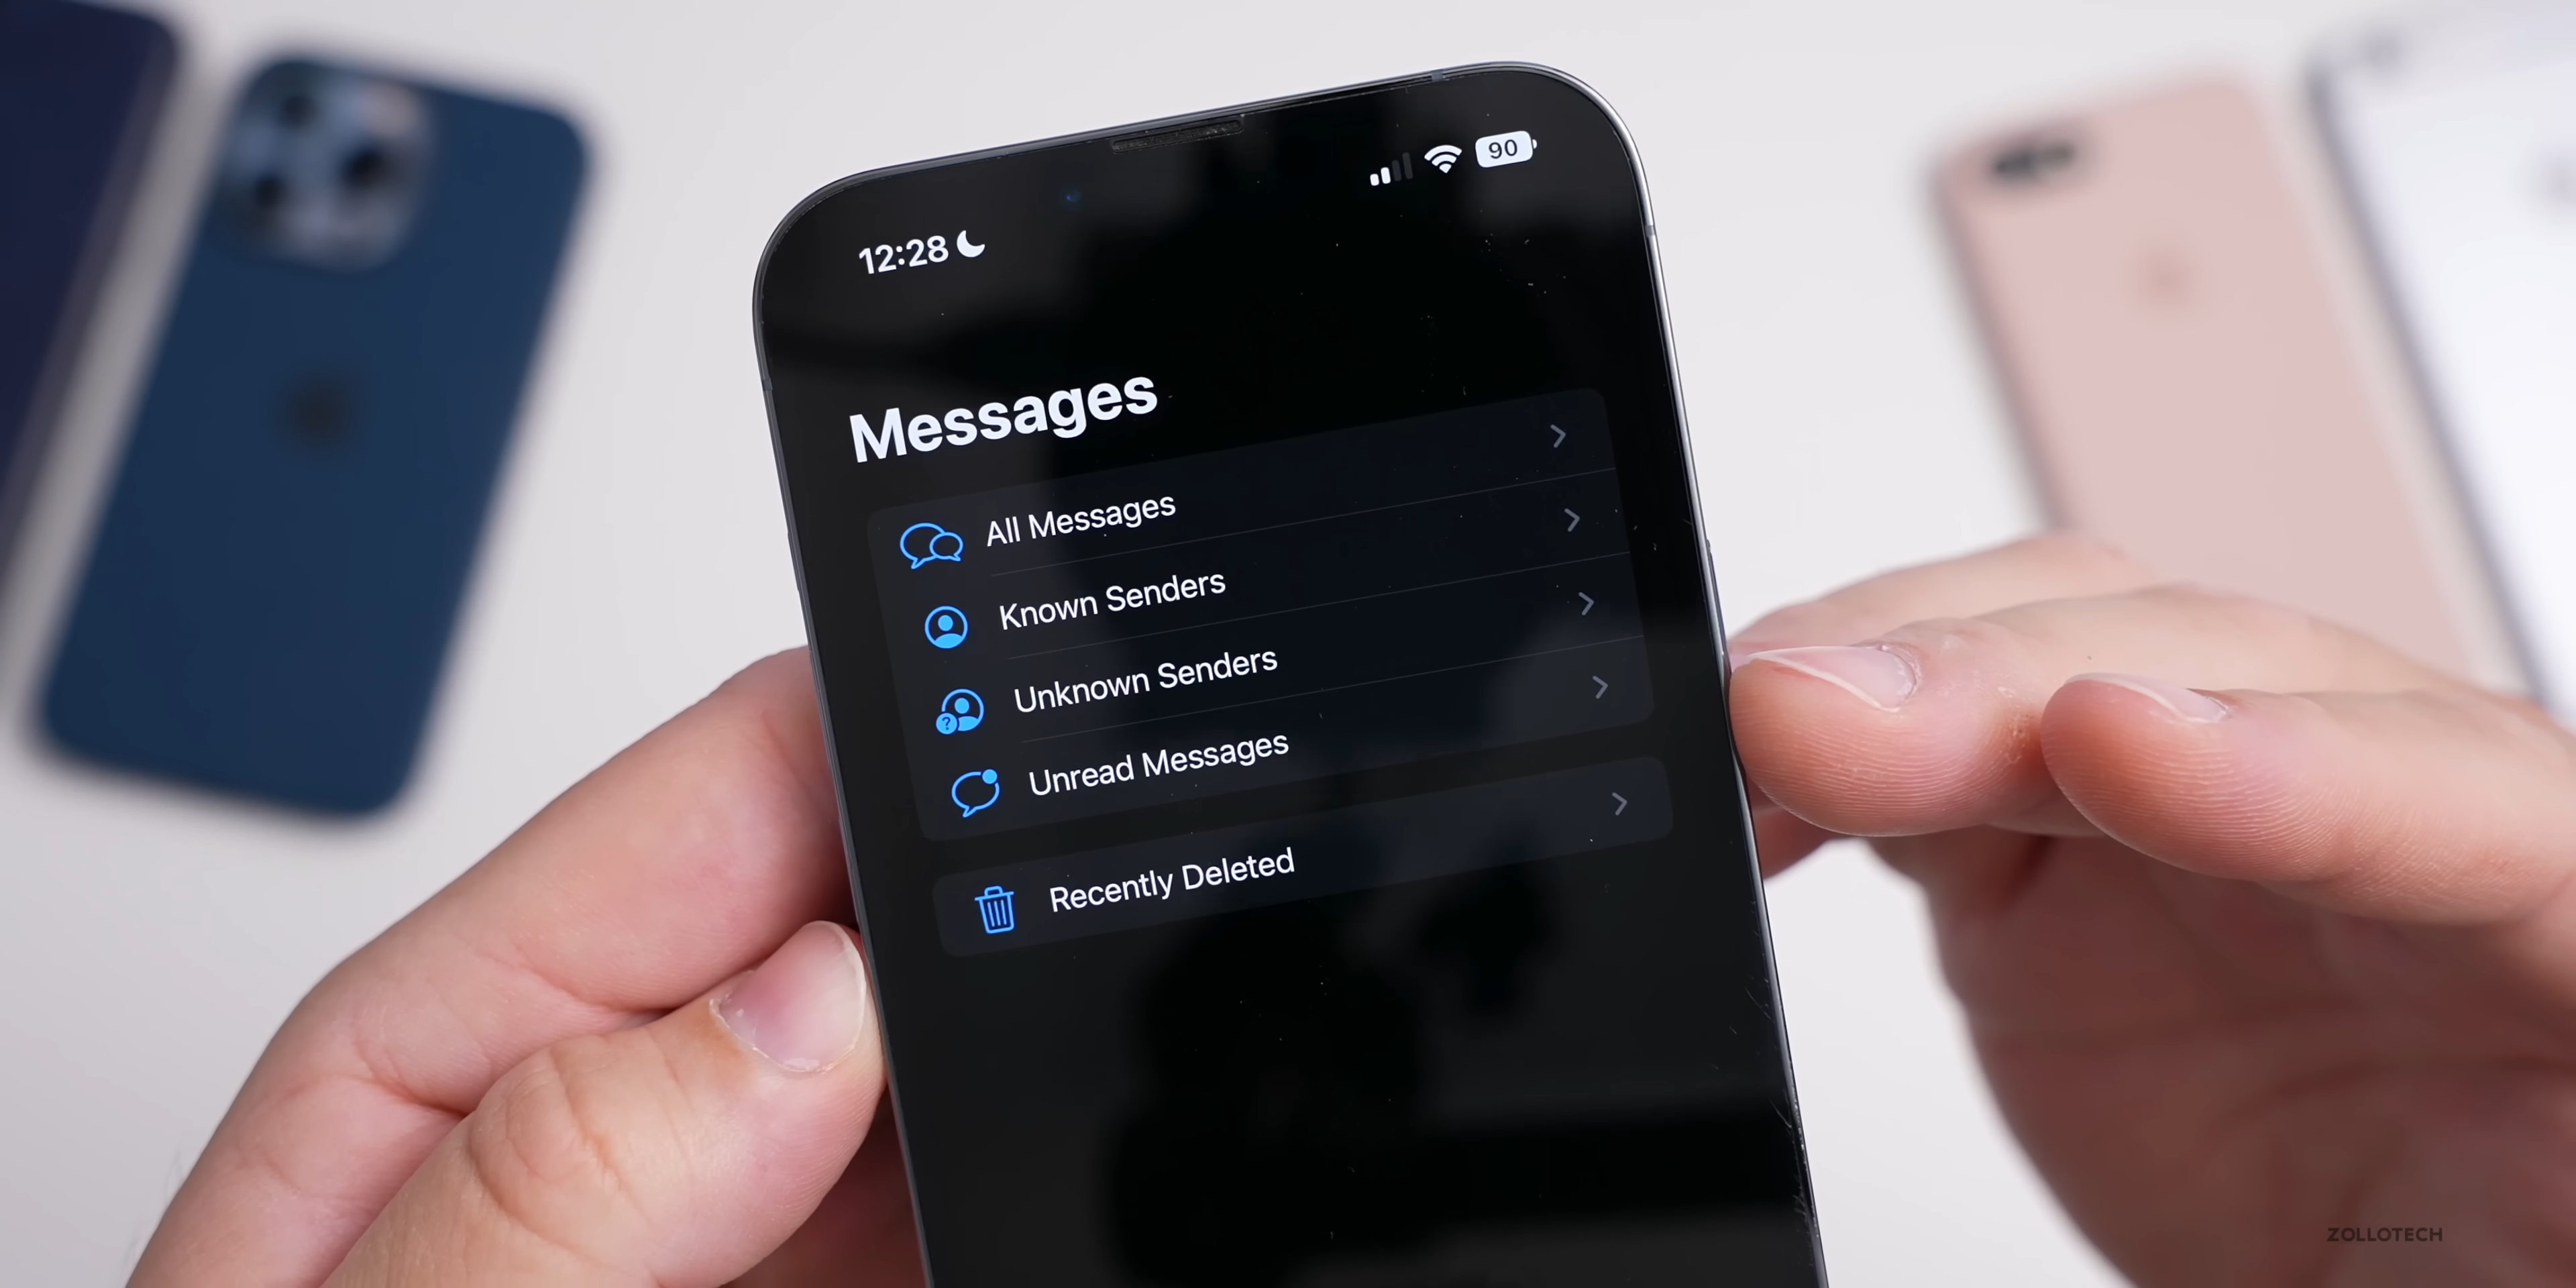 12:28
90
Messages
All Messages
Known Senders
Unknown Senders
?
Unread Messages
Recently Deleted
ZOLLOTECH